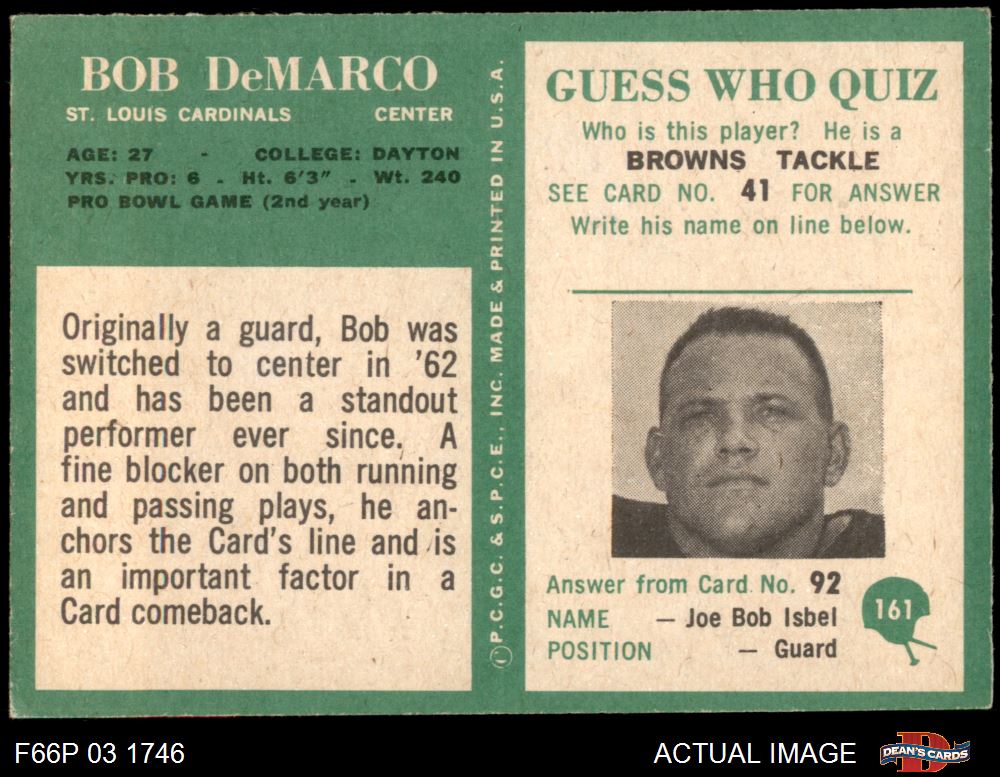 BOB DeMARCO
ST. LOUIS CARDINALS CENTER
AGE: 27 - COLLEGE: DAYTON
YRS. PRO: 6 - Ht. 6'3" - Wt. 240
PRO BOWL GAME (2nd year)
Originally a guard, Bob was
switched to center in '62
and has been a standout
performer ever since. A
fine blocker on both running
and passing plays, he an-
chors the Card's line and is
an important factor in a
Card comeback.
© P.C.G.C. & S.P.C.E., INC. MADE & PRINTED IN U.S.A.
GUESS WHO QUIZ
Who is this player? He is a
BROWNS TACKLE
SEE CARD NO. 41 FOR ANSWER
Write his name on line below.
Answer from Card No. 92
NAME — Joe Bob Isbel
POSITION — Guard
161
F66P 03 1746
ACTUAL IMAGE
D
DEAN'S CARDS